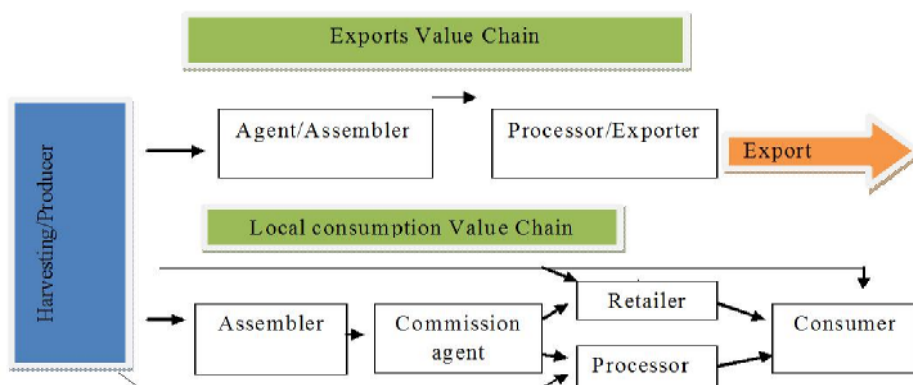 Exports Value Chain
Harvesting/Producer
Agent/Assembler
Processor/Exporter
Export
Local consumption Value Chain
Assembler
Commission
agent
Retailer
Processor
Consumer